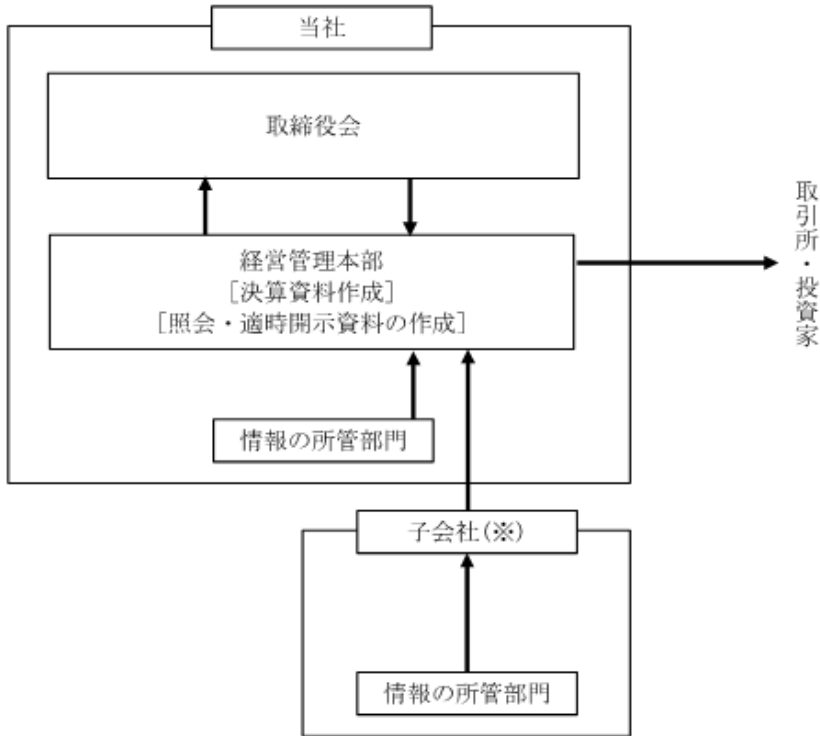 当社
取締役会
経営管理本部
［決算資料作成］
［照会・適時開示資料の作成］
取引所・投資家
情報の所管部門
子会社(※)
情報の所管部門